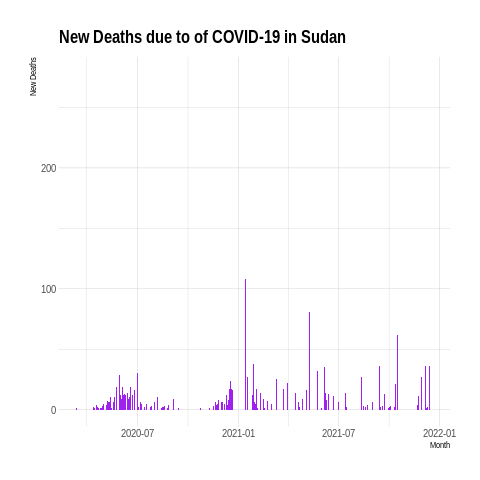 New Deaths due to of COVID-19 in Sudan
New Deaths
200
100
0
2020-07 2021-01 2021-07 2022-01
Month